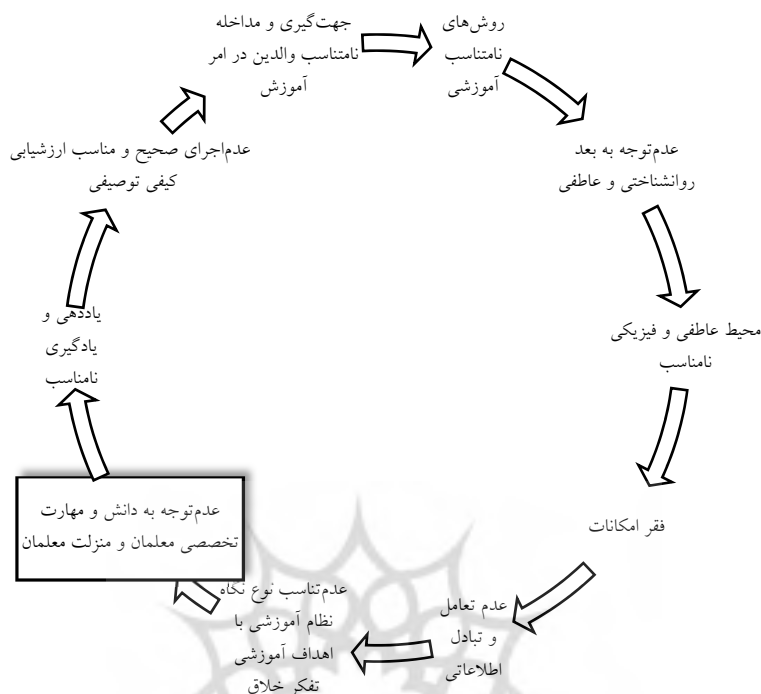 روش‌های
نامتناسب
آموزشی
عدم‌توجه به بعد
روانشناختی و عاطفی
محیط عاطفی و فیزیکی
نامناسب
فقر امکانات
عدم تعامل
و تبادل
اطلاعاتی
عدم‌تناسب نوع نگاه
نظام آموزشی با
اهداف آموزشی
تفکر خلاق
عدم‌توجه به دانش و مهارت
تخصصی معلمان و منزلت معلمان
یاددهی و
یادگیری
نامناسب
عدم‌اجرای صحیح و مناسب ارزشیابی
کیفی توصیفی
جهت‌گیری و مداخله
نامتناسب والدین در امر
آموزش